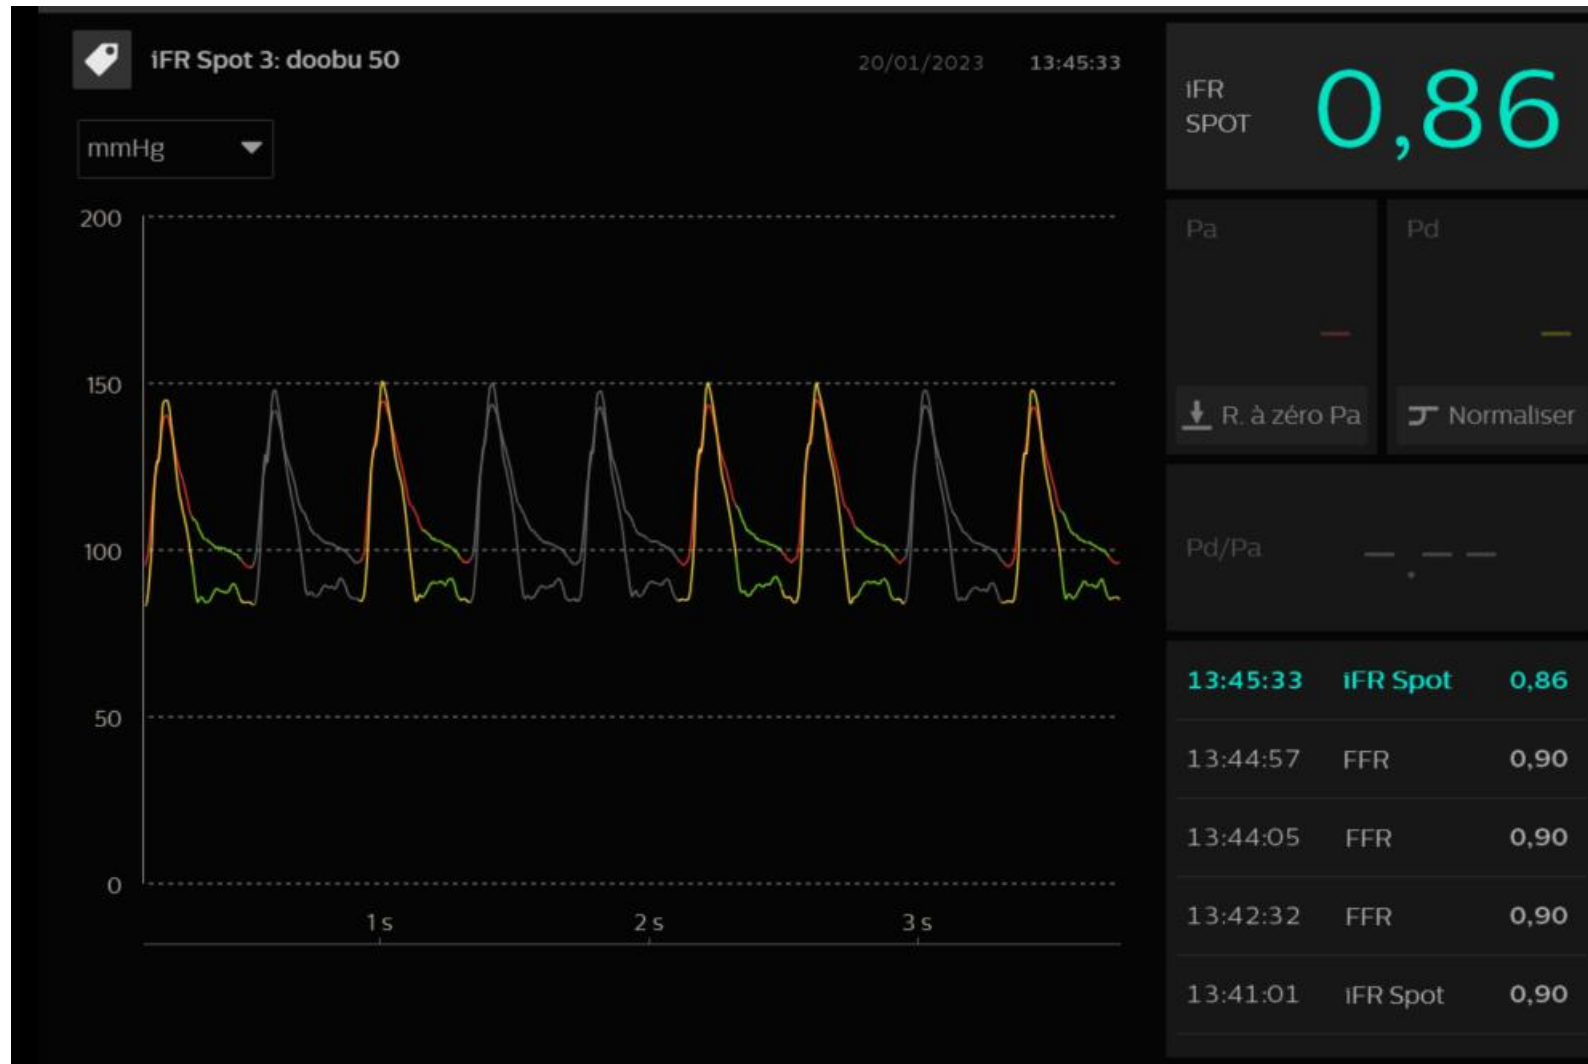 iFR Spot 3: doobu 50
20/01/2023 13:45:33
mmHg
200
150
100
50
0
1 s 2 s 3 s
iFR SPOT 0,86
Pa
Pd
R. à zéro Pa
Normaliser
Pd/Pa
13:45:33 iFR Spot 0,86
13:44:57 FFR 0,90
13:44:05 FFR 0,90
13:42:32 FFR 0,90
13:41:01 iFR Spot 0,90